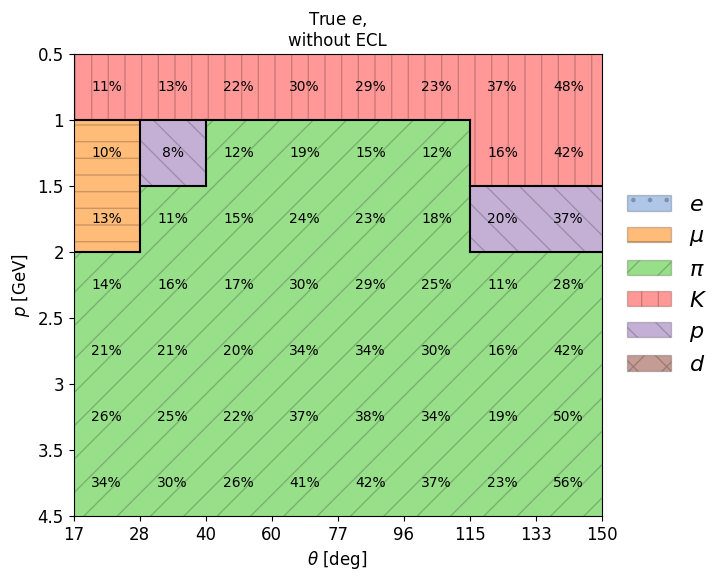 True e,
without ECL
0.5
11% 13% 22% 30% 29% 23% 37% 48%
1
10% 8% 12% 19% 15% 12% 16% 42%
1.5
13% 11% 15% 24% 23% 18% 20% 37%
2
14% 16% 17% 30% 29% 25% 11% 28%
2.5
21% 21% 20% 34% 34% 30% 16% 42%
3
26% 25% 22% 37% 38% 34% 19% 50%
3.5
34% 30% 26% 41% 42% 37% 23% 56%
4
4.5
p [GeV]
17 28 40 60 77 96 115 133 150
θ [deg]
e
μ
π
K
p
d